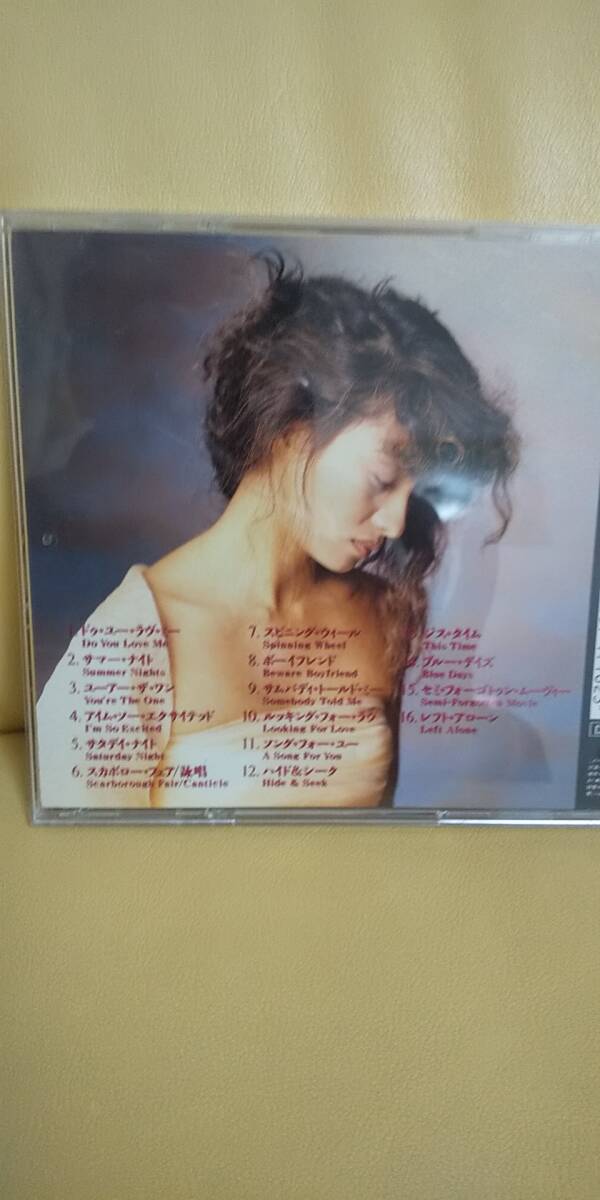 1. ドゥ・ユー・ラヴ・ミー
Do You Love Me
2. サマー・ナイト
Summer Nights
3. ユーアー・ザ・ワン
You're The One
4. アイム・ソー・エクサイテッド
I'm So Excited
5. サタデイ・ナイト
Saturday Night
6. スカボロー・フェア/詠唱
Scarborough Fair/Canticle
7. スピニング・ウィール
Spinning Wheel
8. ボーイフレンド
Beware Boyfriend
9. サムバディ・トールド・ミー
Somebody Told Me
10. ルッキング・フォー・ラヴ
Looking For Love
11. ソング・フォー・ユー
A Song For You
12. ハイド&シーク
Hide & Seek
ジス・タイム
This Time
ブルー・デイズ
Blue Days
15. セミ・フォーゴトゥン・ムーヴィー
Semi-Forgotten Movie
16. レフト・アローン
Left Alone